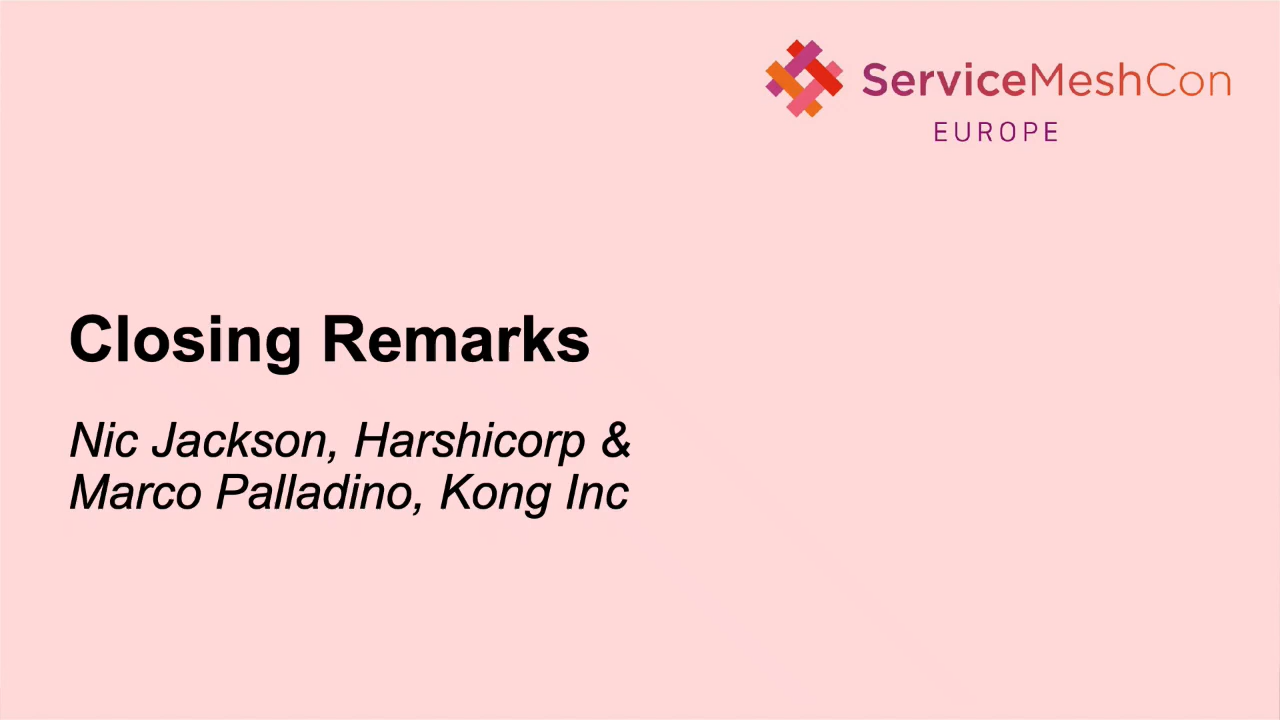 ServiceMeshCon
EUROPE
Closing Remarks
Nic Jackson, Harshicorp &
Marco Palladino, Kong Inc